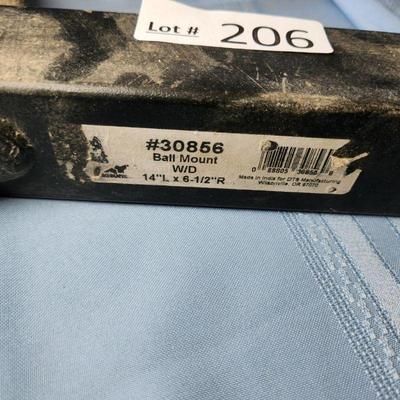 Lot # 206
#30856
Ball Mount
W/D
14"L x 6-1/2"R
Made in India for DTS Manufacturing
Wilsonville, OR 97070